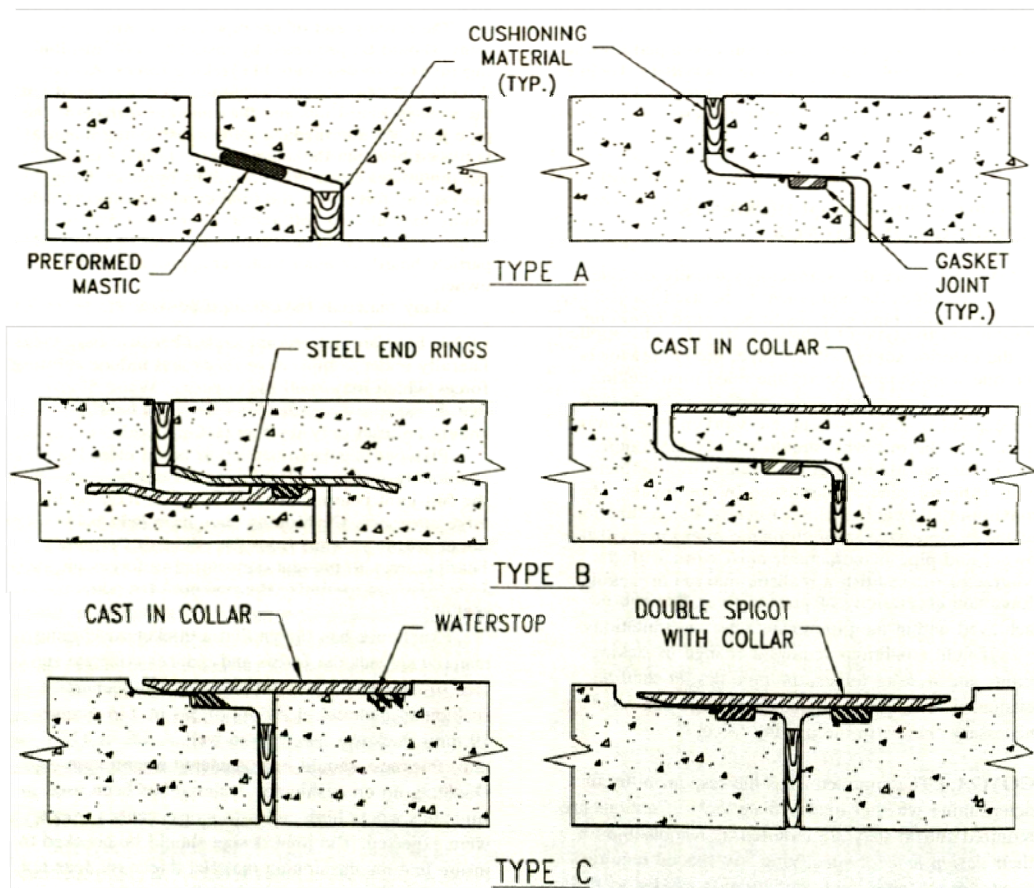 CUSHIONING
MATERIAL
(TYP.)
PREFORMED
MASTIC
TYPE A
GASKET
JOINT
(TYP.)
STEEL END RINGS
CAST IN COLLAR
TYPE B
CAST IN COLLAR
WATERSTOP
DOUBLE SPIGOT
WITH COLLAR
TYPE C